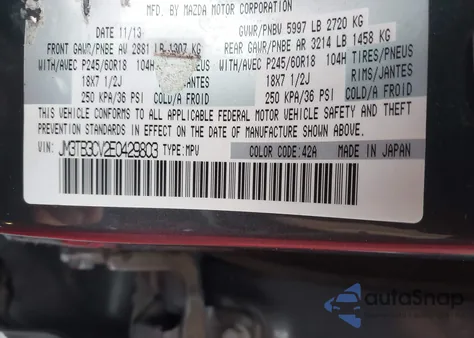 MFD. BY MAZDA MOTOR CORPORATION
DATE 11/13 GVWR/PNBV 5997 LB 2720 KG
FRONT GAWR/PNBE AV 2881 LB 1307 KG REAR GAWR/PNBE AR 3214 LB 1458 KG
WITH/AVEC P245/60R18 104H TIRES/PNEUS WITH/AVEC P245/60R18 104H TIRES/PNEUS
18X7 1/2J RIMS/JANTES 18X7 1/2J RIMS/JANTES
250 KPA/36 PSI COLD/A FROID 250 KPA/36 PSI COLD/A FROID
THIS VEHICLE CONFORMS TO ALL APPLICABLE FEDERAL MOTOR VEHICLE SAFETY AND THEFT
PREVENTION STANDARDS IN EFFECT ON THE DATE OF MANUFACTURE SHOWN ABOVE.
VIN: JM3TB3CV2E0429803 TYPE:MPV COLOR CODE:42A MADE IN JAPAN
autoSnap